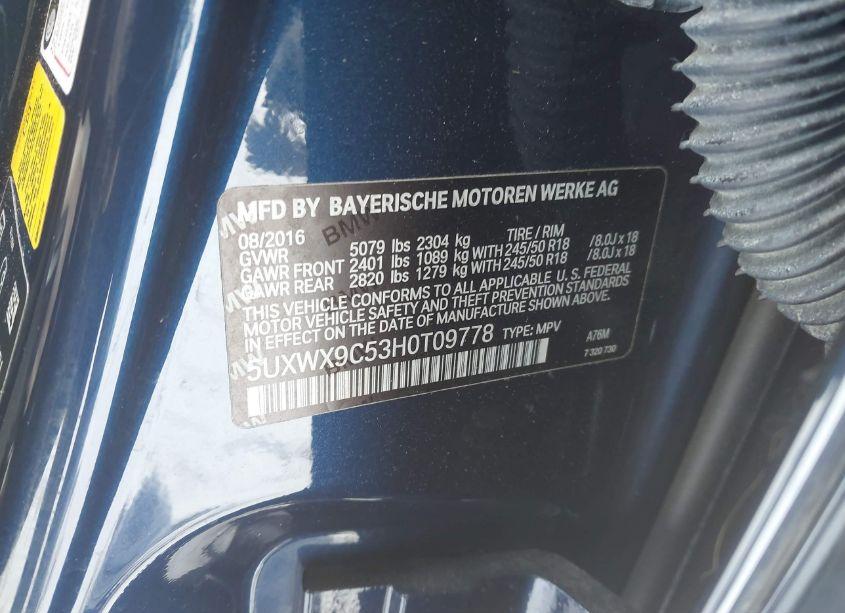 MFD BY BAYERISCHE MOTOREN WERKE AG
08/2016 TIRE / RIM
GVWR 5079 lbs 2304 kg
GAWR FRONT 2401 lbs 1089 kg WITH 245/50 R18 / 8.0J x 18
GAWR REAR 2820 lbs 1279 kg WITH 245/50 R18 / 8.0J x 18
THIS VEHICLE CONFORMS TO ALL APPLICABLE U. S. FEDERAL
MOTOR VEHICLE SAFETY AND THEFT PREVENTION STANDARDS
IN EFFECT ON THE DATE OF MANUFACTURE SHOWN ABOVE.
5UXWX9C53H0T09778 TYPE: MPV A76M
7 320 730
BMW